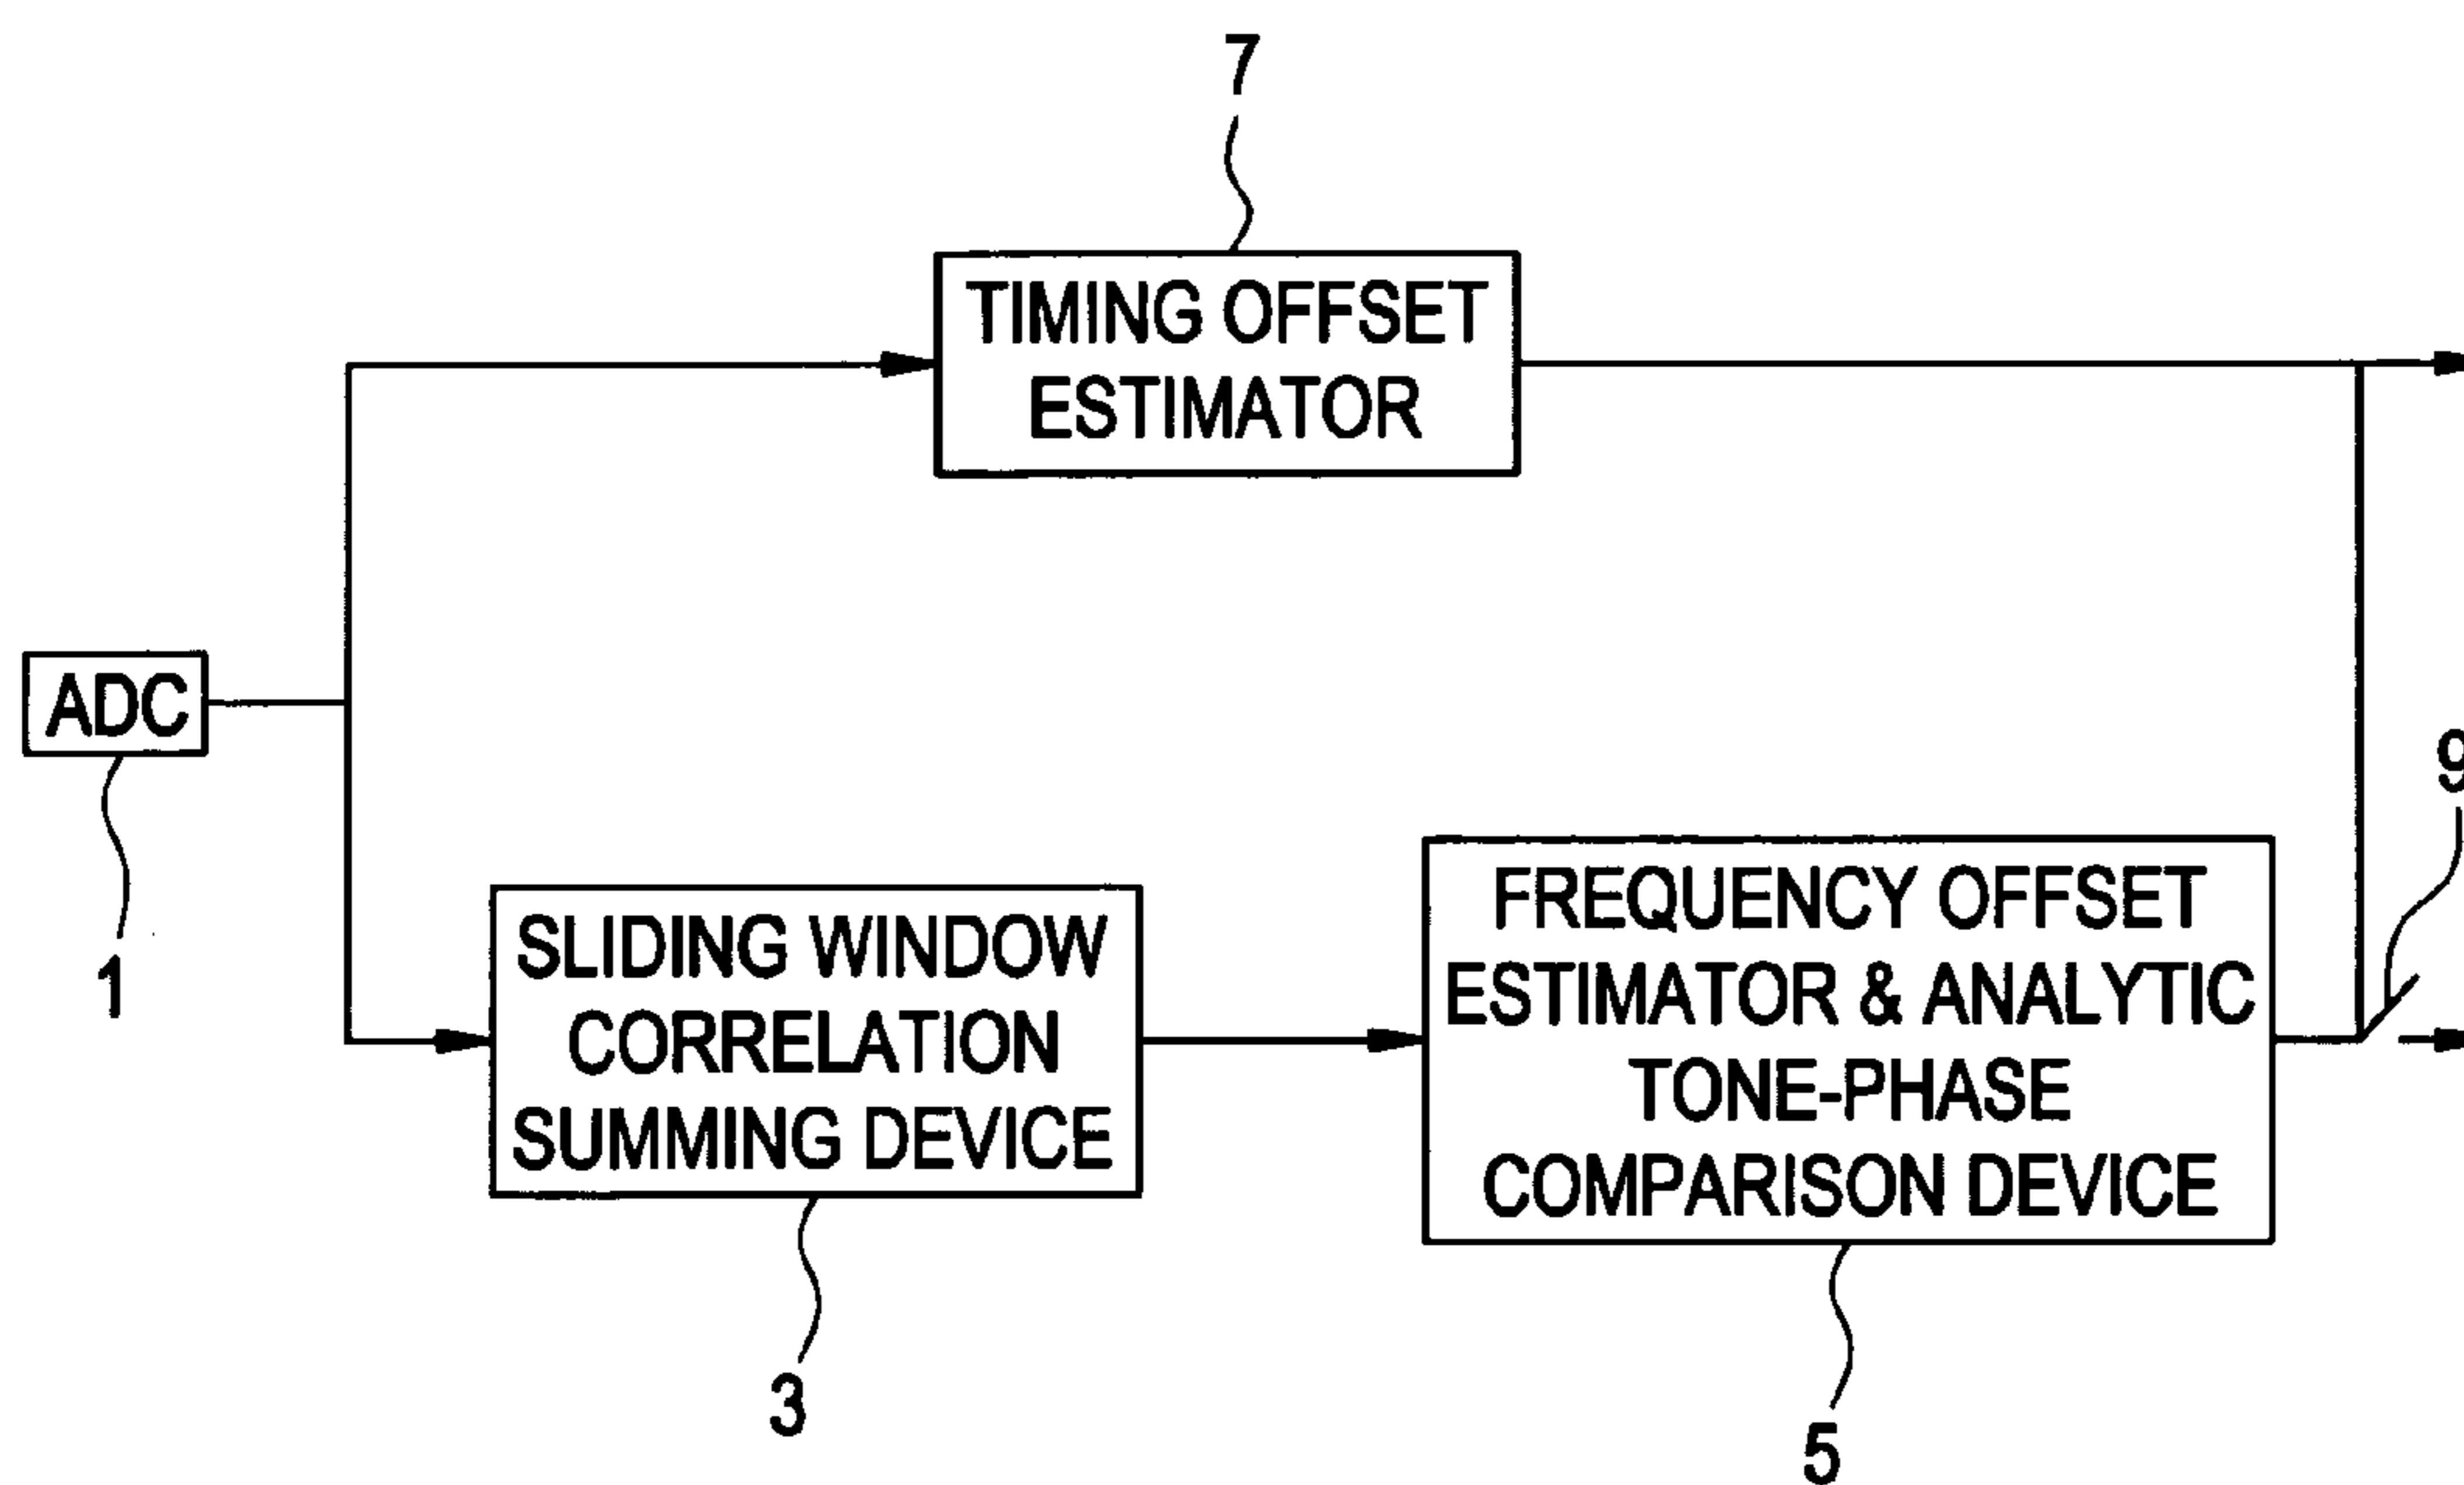 7
TIMING OFFSET
ESTIMATOR
ADC
1
9
SLIDING WINDOW
CORRELATION
SUMMING DEVICE
3
FREQUENCY OFFSET
ESTIMATOR & ANALYTIC
TONE-PHASE
COMPARISON DEVICE
5